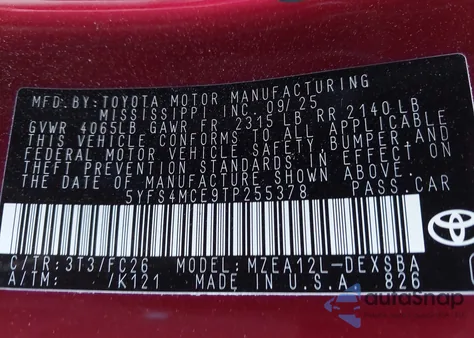 MFD.BY:TOYOTA MOTOR MANUFACTURING
MISSISSIPPI INC. 09/25
GVWR 4065LB GAWR FR 2315 LB RR 2140 LB
THIS VEHICLE CONFORMS TO ALL APPLICABLE
FEDERAL MOTOR VEHICLE SAFETY, BUMPER, AND
THEFT PREVENTION STANDARDS IN EFFECT ON
THE DATE OF MANUFACTURE SHOWN ABOVE.
5YFS4MCE9TP255378 PASS.CAR
C/TR:3T3/FC26 MODEL:MZEA12L-DEXSBA
A/TM: /K121 MADE IN U.S.A 826
TOYOTA
autosnap